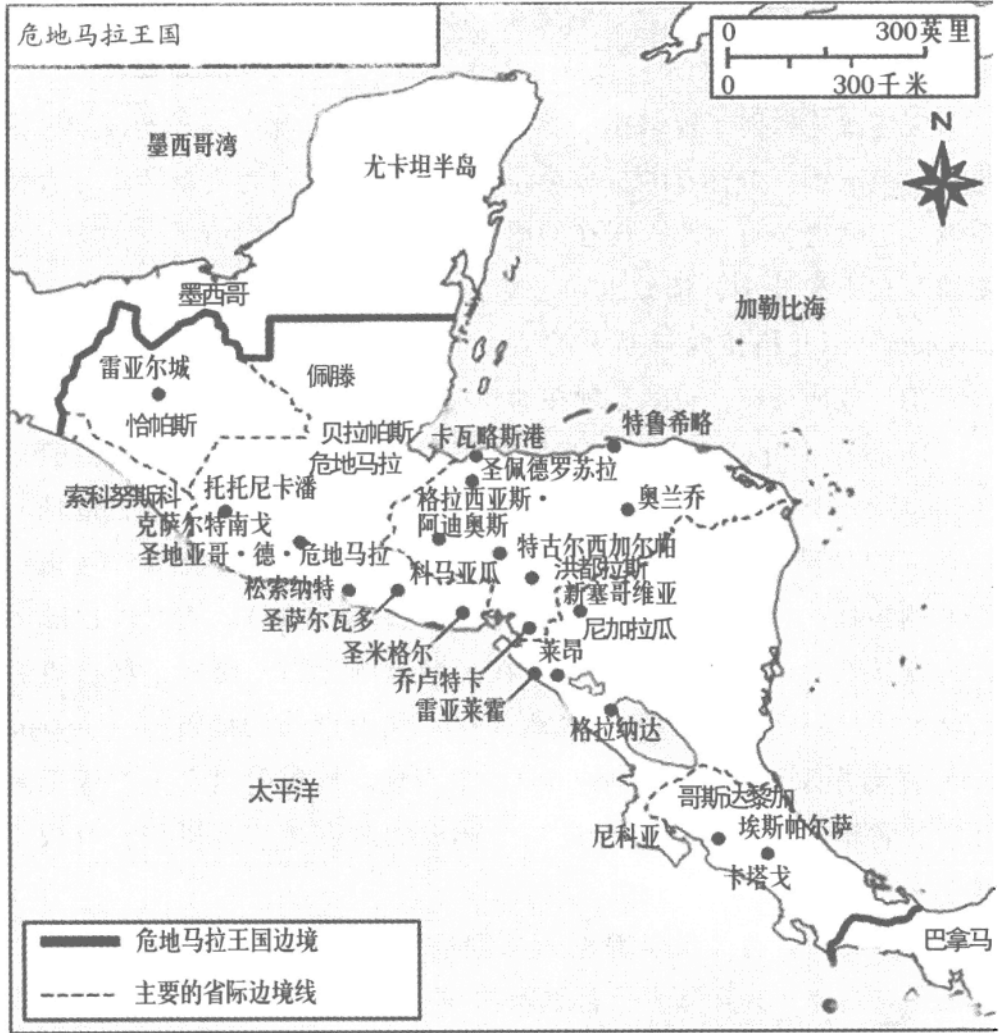 危地马拉王国
0 300英里
0 300千米
N
墨西哥湾
尤卡坦半岛
墨西哥
加勒比海
雷亚尔城
佩滕
恰帕斯
贝拉帕斯
卡瓦略斯港
特鲁希略
危地马拉
圣佩德罗苏拉
索科努斯科
托托尼卡潘
格拉西亚斯·
奥兰乔
克萨尔特南戈
阿迪奥斯
圣地亚哥·德·危地马拉
特古尔西加尔帕
科马亚瓜
洪都拉斯
松索纳特
新塞哥维亚
圣萨尔瓦多
尼加拉瓜
圣米格尔
莱昂
乔卢特卡
雷亚莱霍
格拉纳达
太平洋
哥斯达黎加
尼科亚
埃斯帕尔萨
卡塔戈
巴拿马
危地马拉王国边境
主要的省际边境线